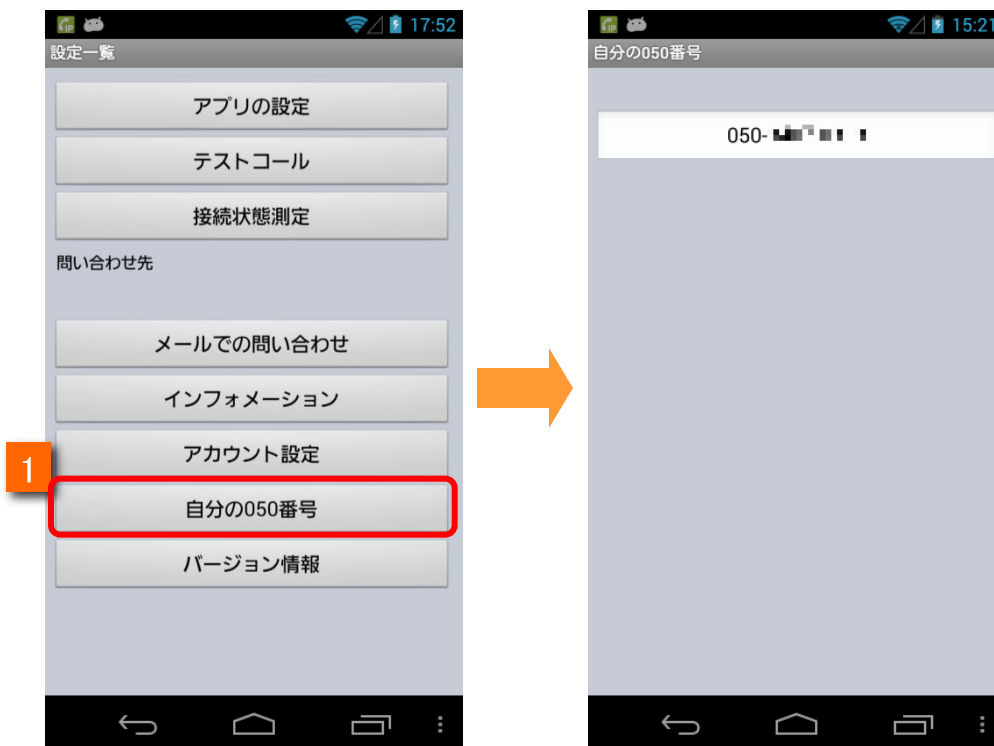 17:52
設定一覧
アプリの設定
テストコール
接続状態測定
問い合わせ先
メールでの問い合わせ
インフォメーション
アカウント設定
1
自分の050番号
バージョン情報
15:21
自分の050番号
050-